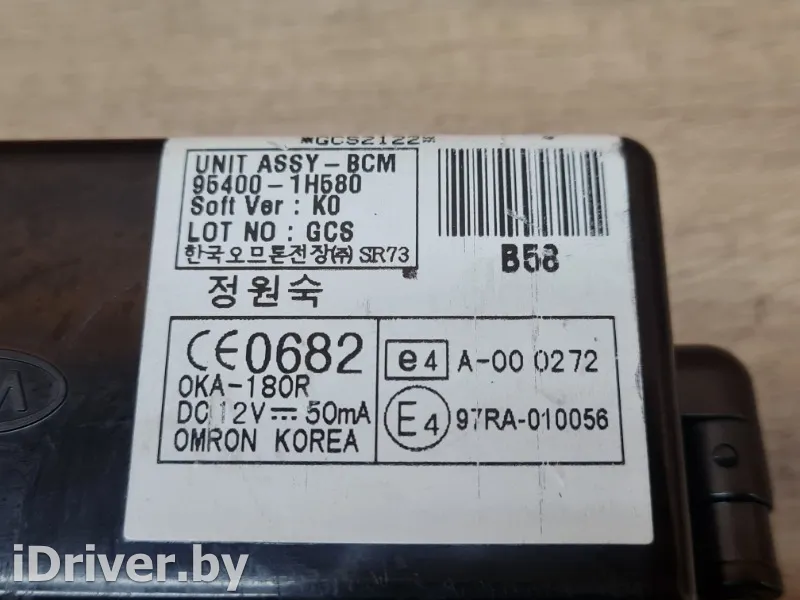 *GCS2122*
UNIT ASSY-BCM
95400-1H580
Soft Ver : K0
LOT NO : GCS
한국오므론전장㈜ SR73
B58
정원숙
CE0682
OKA-180R
DC 12V ⎓ 50mA
OMRON KOREA
e4 A-00 0272
E4 97RA-010056
iDriver.by